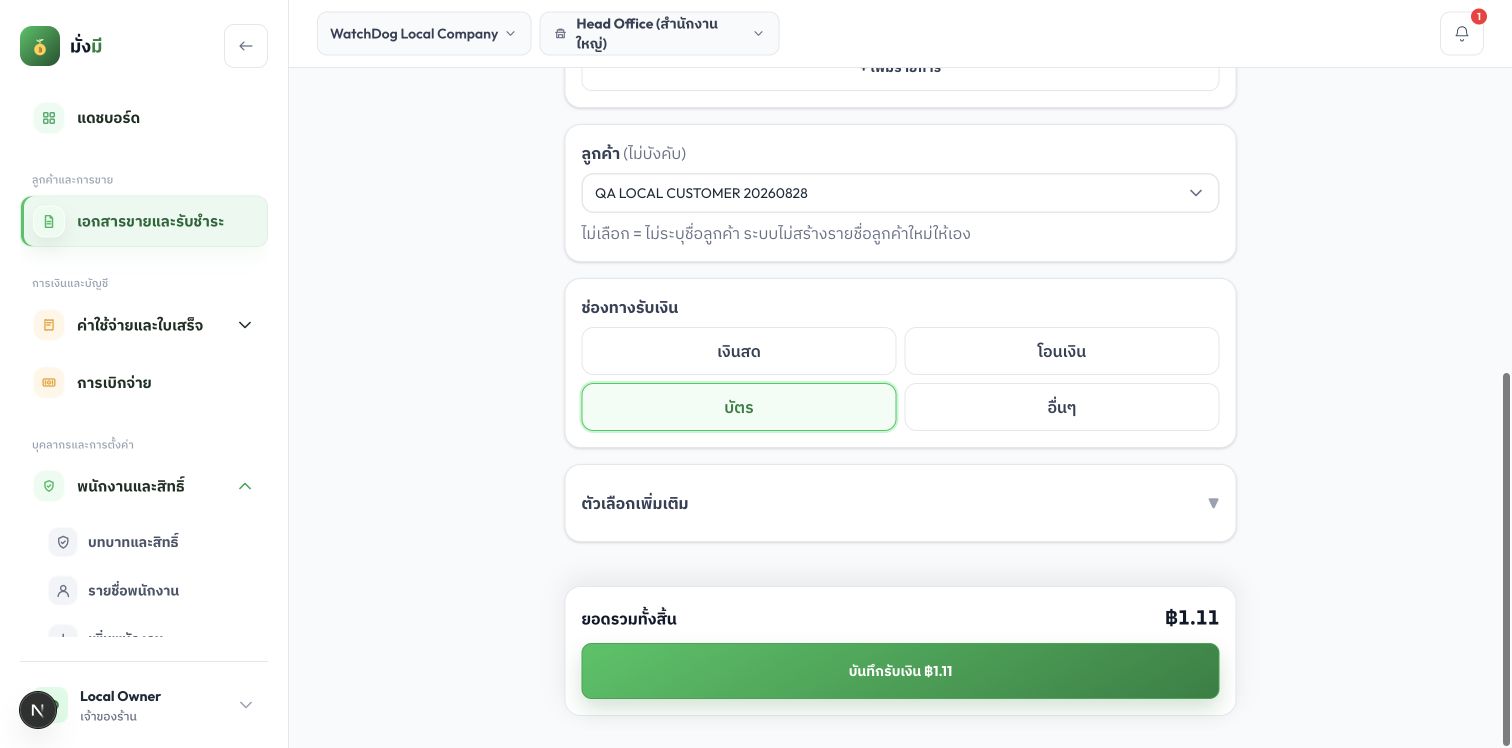 มั่งมี
WatchDog Local Company
Head Office (สำนักงาน
ใหญ่)
1
แดชบอร์ด
ลูกค้าและการขาย
เอกสารขายและรับชำระ
การเงินและบัญชี
ค่าใช้จ่ายและใบเสร็จ
การเบิกจ่าย
บุคลากรและการตั้งค่า
พนักงานและสิทธิ์
บทบาทและสิทธิ์
รายชื่อพนักงาน
N
Local Owner
เจ้าของร้าน
+ เพิ่มรายการ
ลูกค้า (ไม่บังคับ)
QA LOCAL CUSTOMER 20260828
ไม่เลือก = ไม่ระบุชื่อลูกค้า ระบบไม่สร้างรายชื่อลูกค้าใหม่ให้เอง
ช่องทางรับเงิน
เงินสด
โอนเงิน
บัตร
อื่นๆ
ตัวเลือกเพิ่มเติม
ยอดรวมทั้งสิ้น
฿1.11
บันทึกรับเงิน ฿1.11